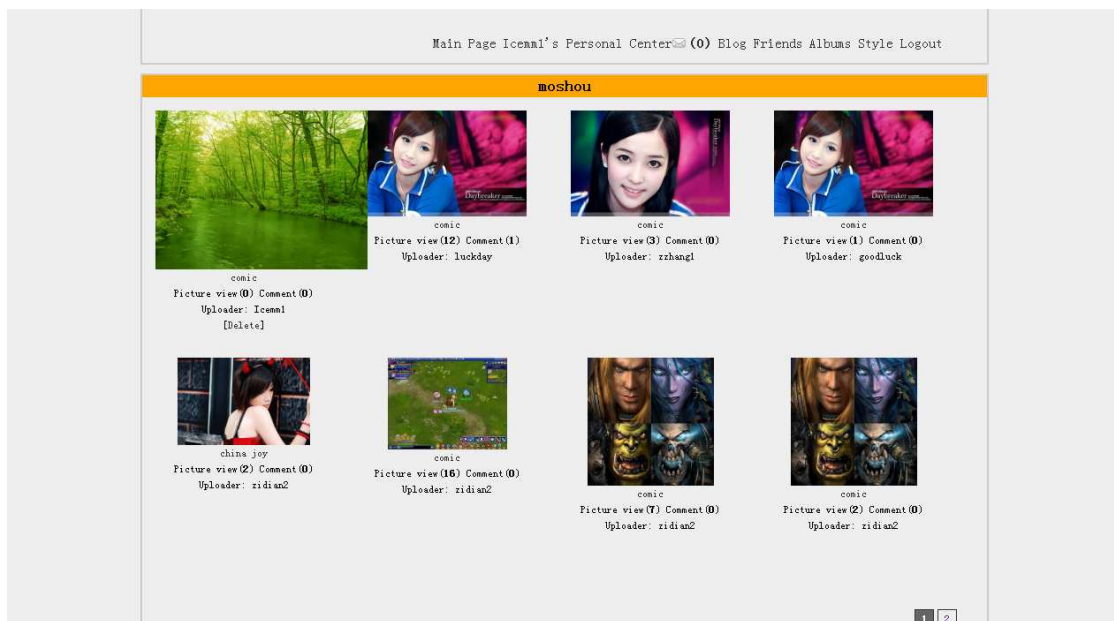 Main Page Icemm1's Personal Center (0) Blog Friends Albums Style Logout
moshou
comic
Picture view(0) Comment(0)
Uploader: Icemm1
[Delete]
Daybreaker
comic
Picture view(12) Comment(1)
Uploader: luckday
Daybreaker
comic
Picture view(3) Comment(0)
Uploader: zzhang1
Daybreaker
comic
Picture view(1) Comment(0)
Uploader: goodluck
china joy
Picture view(2) Comment(0)
Uploader: zidian2
comic
Picture view(16) Comment(0)
Uploader: zidian2
comic
Picture view(7) Comment(0)
Uploader: zidian2
comic
Picture view(2) Comment(0)
Uploader: zidian2
1 2